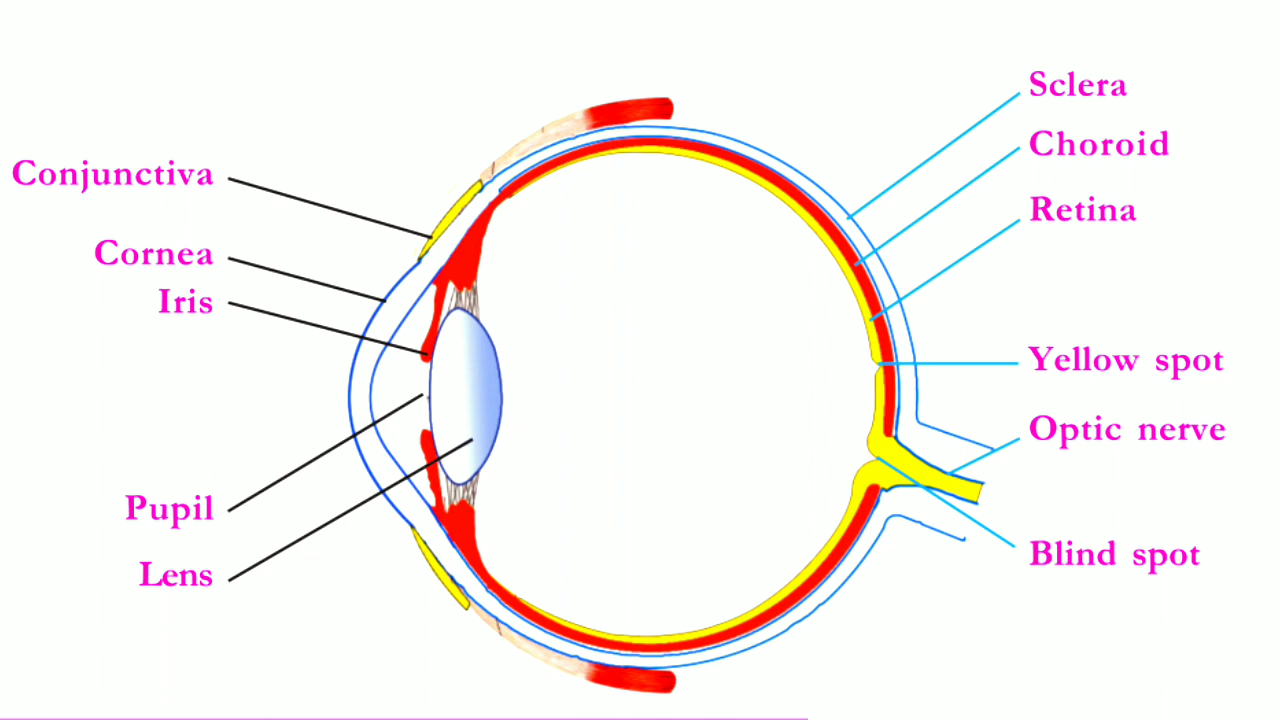 Conjunctiva
Cornea
Iris
Pupil
Lens
Sclera
Choroid
Retina
Yellow spot
Optic nerve
Blind spot